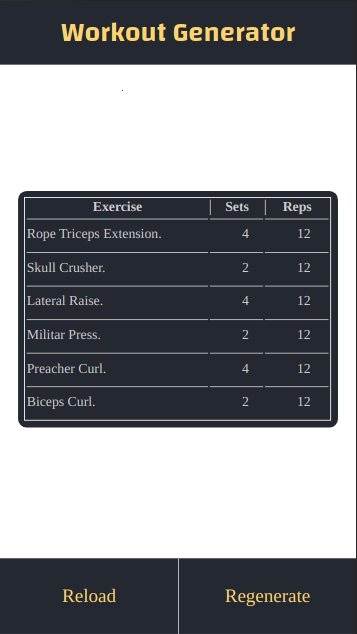 Workout Generator
Exercise Sets Reps
Rope Triceps Extension. 4 12
Skull Crusher. 2 12
Lateral Raise. 4 12
Militar Press. 2 12
Preacher Curl. 4 12
Biceps Curl. 2 12
Reload Regenerate